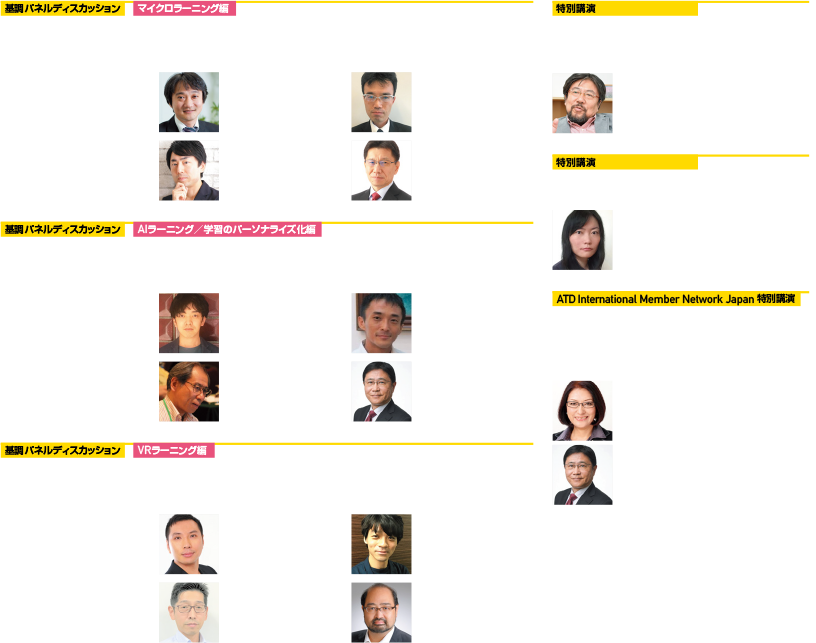 基調パネルディスカッション マイクロラーニング編
特別講演
特別講演
基調パネルディスカッション AIラーニング／学習のパーソナライズ化編
ATD International Member Network Japan 特別講演
基調パネルディスカッション VRラーニング編